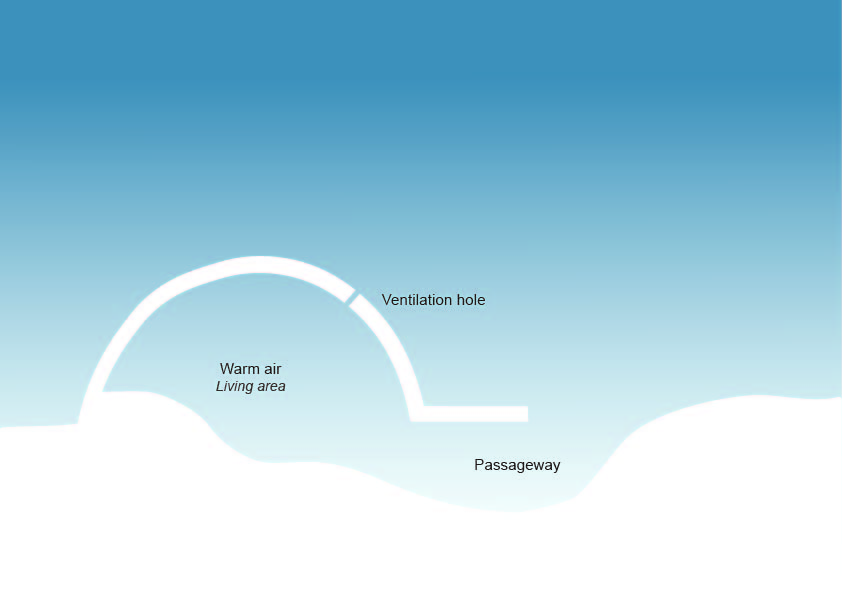 Ventilation hole
Warm air
Living area
Passageway